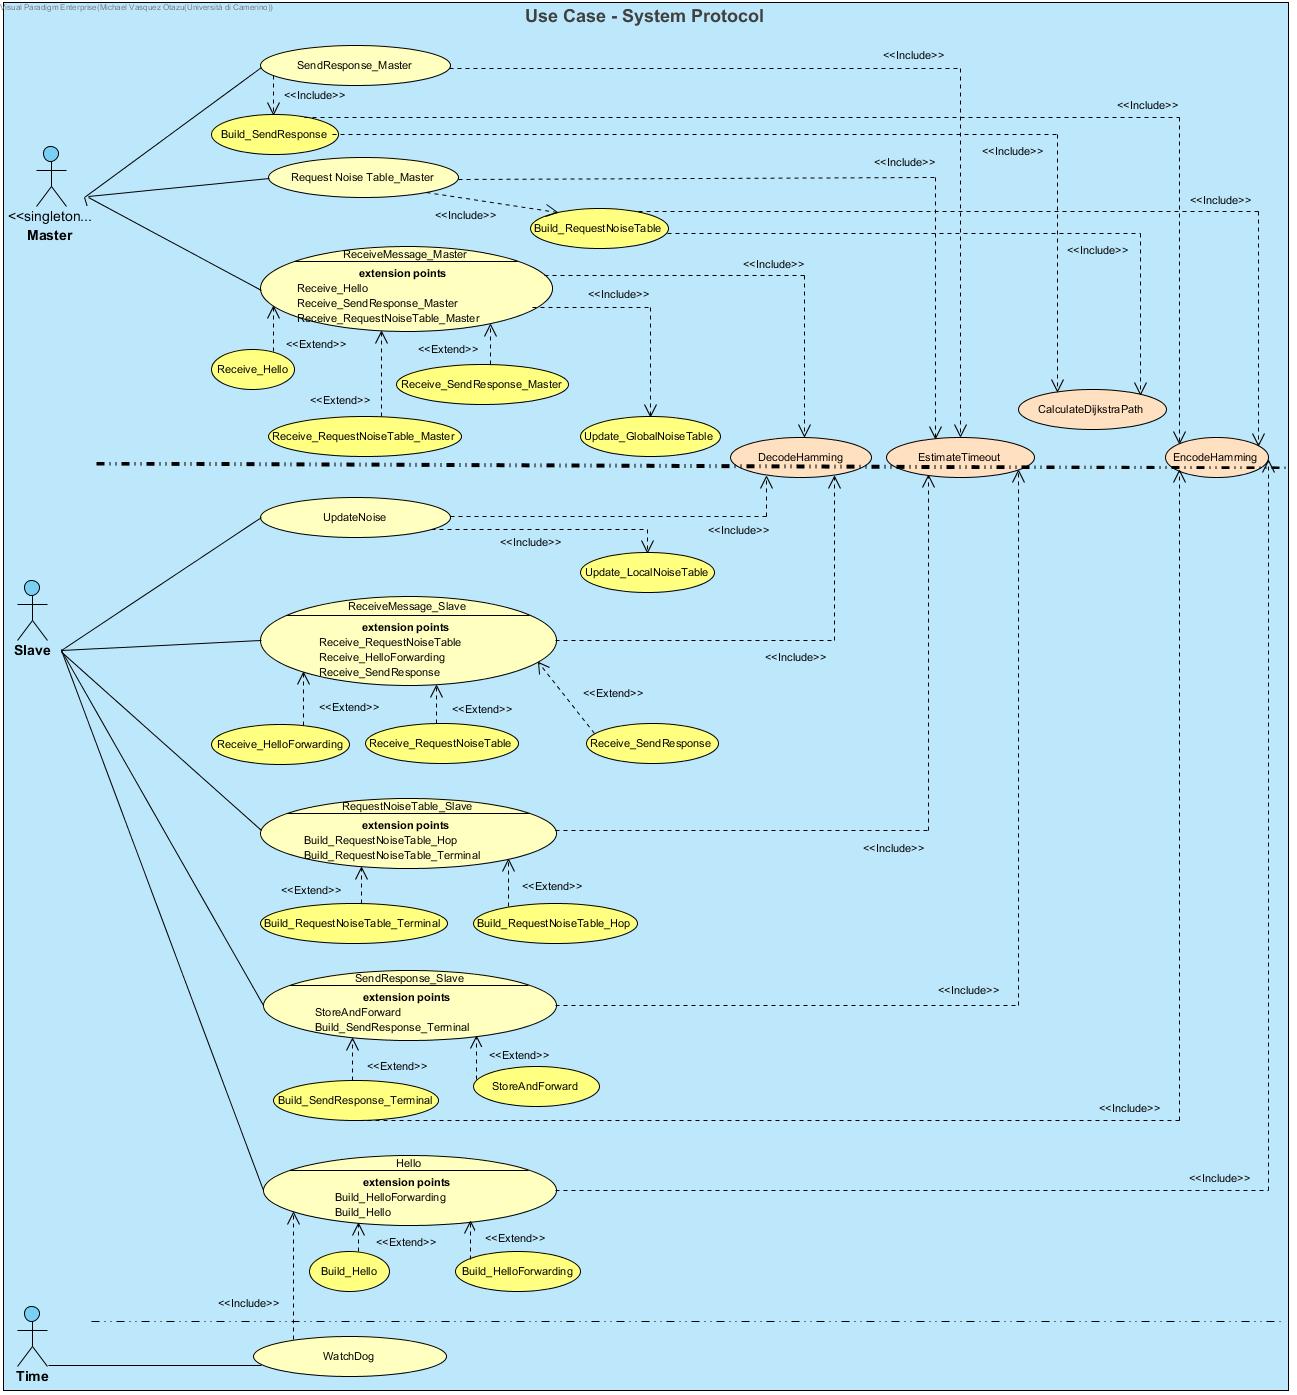 Visual Paradigm Enterprise(Michael Vasquez Otazu(Università di Camerino))
Use Case - System Protocol
SendResponse_Master
<<Include>>
<<Include>>
<<Include>>
Build_SendResponse
<<Include>>
<<Include>>
Request Noise Table_Master
<<Include>>
<<Include>>
<<singleton...
Master
Build_RequestNoiseTable
<<Include>>
ReceiveMessage_Master
extension points
Receive_Hello
Receive_SendResponse_Master
Receive_RequestNoiseTable_Master
<<Include>>
<<Include>>
<<Extend>>
<<Extend>>
Receive_Hello
Receive_SendResponse_Master
<<Extend>>
CalculateDijkstraPath
Receive_RequestNoiseTable_Master
Update_GlobalNoiseTable
DecodeHamming
EstimateTimeout
EncodeHamming
UpdateNoise
<<Include>>
<<Include>>
Update_LocalNoiseTable
Slave
ReceiveMessage_Slave
extension points
Receive_RequestNoiseTable
Receive_HelloForwarding
Receive_SendResponse
<<Include>>
<<Extend>>
<<Extend>>
<<Extend>>
Receive_HelloForwarding
Receive_RequestNoiseTable
Receive_SendResponse
RequestNoiseTable_Slave
extension points
Build_RequestNoiseTable_Hop
Build_RequestNoiseTable_Terminal
<<Include>>
<<Extend>>
<<Extend>>
Build_RequestNoiseTable_Terminal
Build_RequestNoiseTable_Hop
SendResponse_Slave
extension points
StoreAndForward
Build_SendResponse_Terminal
<<Include>>
<<Extend>>
<<Extend>>
StoreAndForward
Build_SendResponse_Terminal
<<Include>>
Hello
extension points
Build_HelloForwarding
Build_Hello
<<Include>>
<<Extend>>
<<Extend>>
Build_Hello
Build_HelloForwarding
<<Include>>
WatchDog
Time